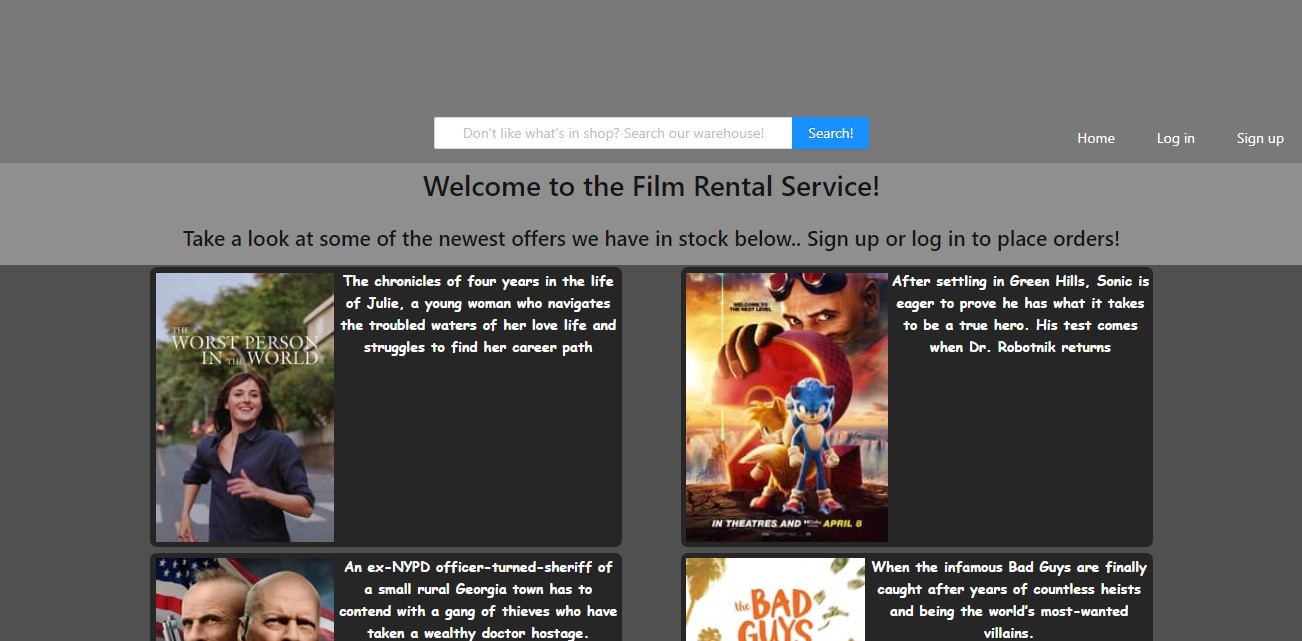 Don't like what's in shop? Search our warehouse!
Search!
Home
Log in
Sign up
Welcome to the Film Rental Service!
Take a look at some of the newest offers we have in stock below.. Sign up or log in to place orders!
THE
WORST PERSON
IN THE WORLD
The chronicles of four years in the life
of Julie, a young woman who navigates
the troubled waters of her love life and
struggles to find her career path
WELCOME TO
THE NEXT LEVEL
IN THEATRES AND
APRIL 8
After settling in Green Hills, Sonic is
eager to prove he has what it takes
to be a true hero. His test comes
when Dr. Robotnik returns
An ex-NYPD officer-turned-sheriff of
a small rural Georgia town has to
contend with a gang of thieves who have
taken a wealthy doctor hostage.
the BAD
GUYS
When the infamous Bad Guys are finally
caught after years of countless heists
and being the world's most-wanted
villains.